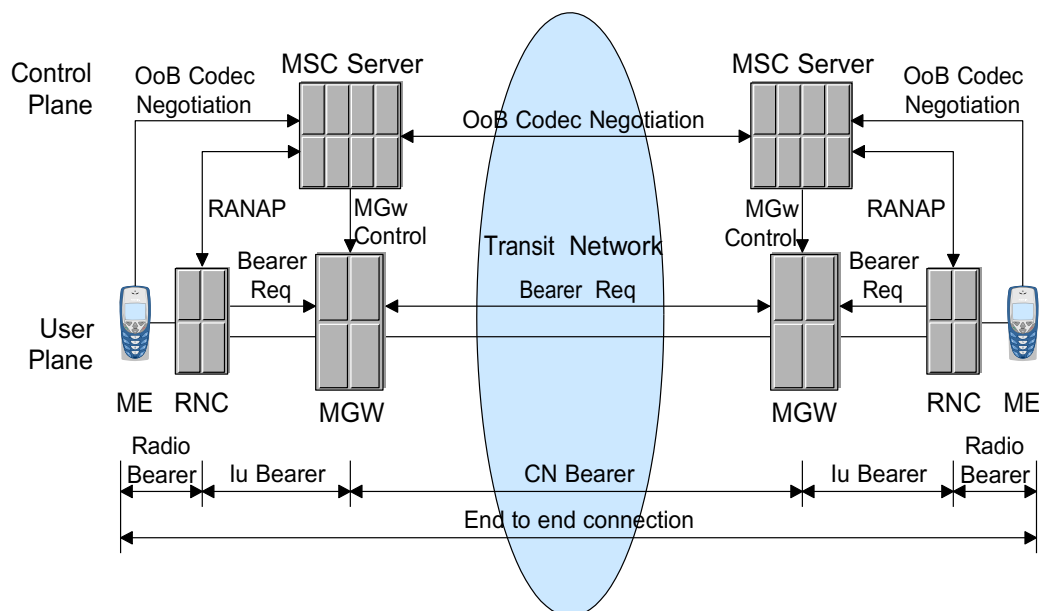 Control
Plane
OoB Codec
Negotiation
MSC Server
OoB Codec Negotiation
MSC Server
OoB Codec
Negotiation
RANAP
MGw
Control
Transit Network
MGw
Control
RANAP
Bearer
Req
Bearer Req
Bearer
Req
User
Plane
ME
RNC
MGW
MGW
RNC
ME
Radio
Bearer
Iu Bearer
CN Bearer
Iu Bearer
Radio
Bearer
End to end connection